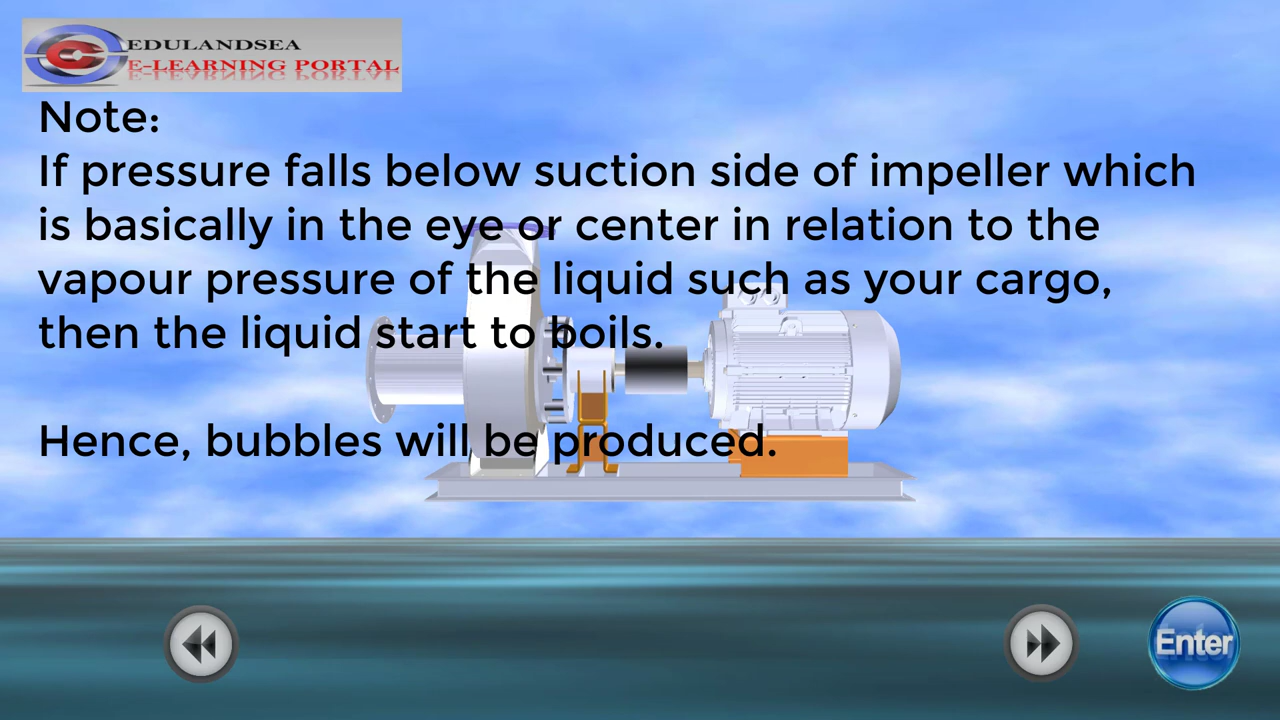 EDULANDSEA
E-LEARNING PORTAL
Note:
If pressure falls below suction side of impeller which
is basically in the eye or center in relation to the
vapour pressure of the liquid such as your cargo,
then the liquid start to boils.
Hence, bubbles will be produced.
Enter